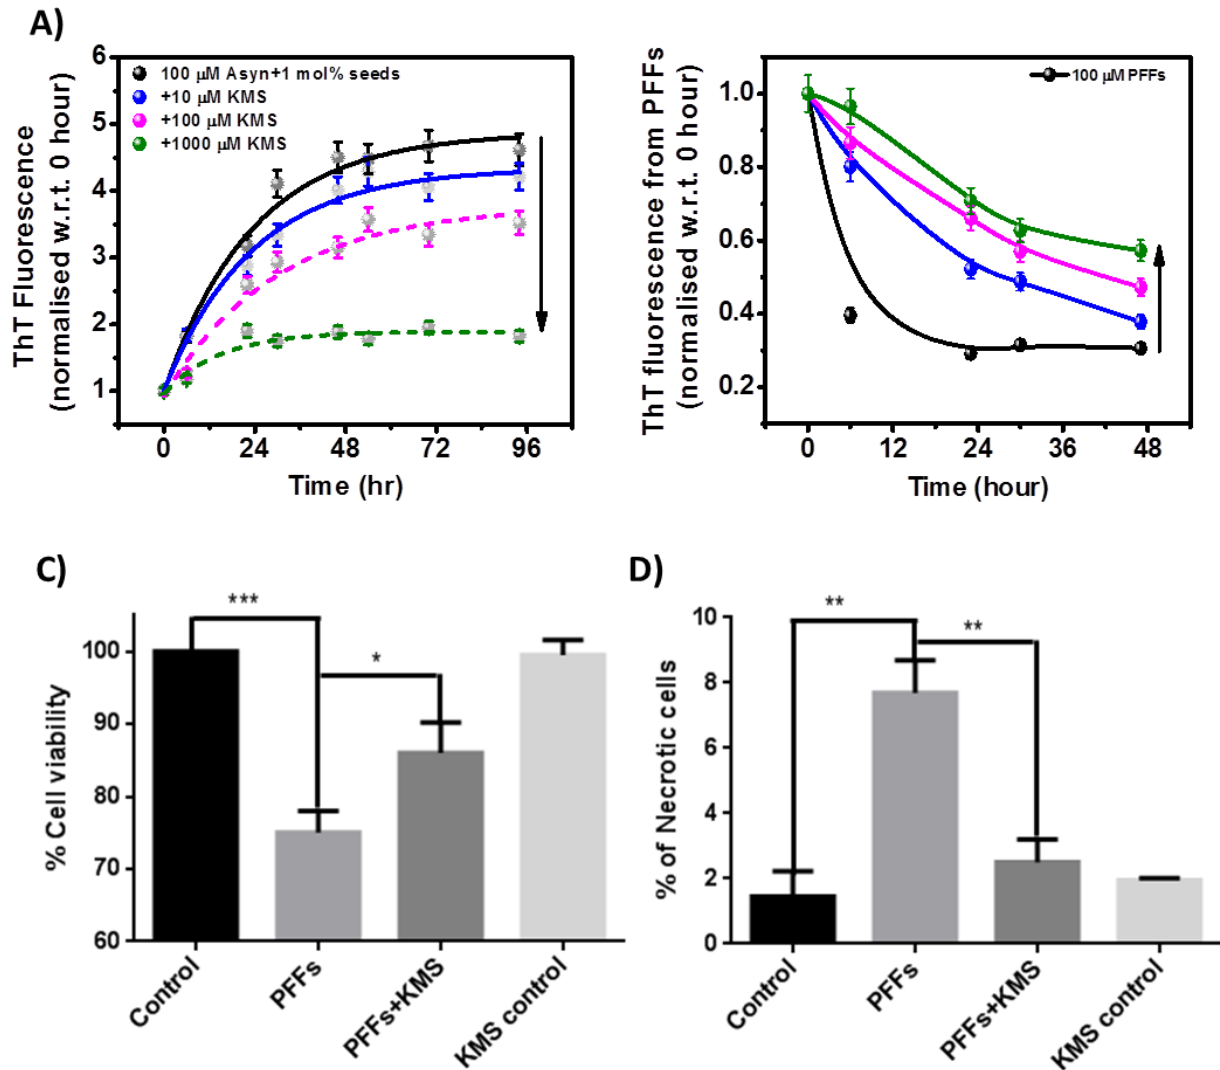 A)
ThT Fluorescence
(normalised w.r.t. 0 hour)
6
5
4
3
2
1
100 μM Asyn+1 mol% seeds
+10 μM KMS
+100 μM KMS
+1000 μM KMS
0 24 48 72 96
Time (hr)
ThT fluorescence from PFFs
(normalised w.r.t. 0 hour)
1.0
0.8
0.6
0.4
0.2
100 μM PFFs
0 12 24 36 48
Time (hour)
C)
% Cell viability
100
90
80
70
60
***
*
Control
PFFs
PFFs+KMS
KMS control
D)
% of Necrotic cells
10
8
6
4
2
0
**
**
Control
PFFs
PFFs+KMS
KMS control